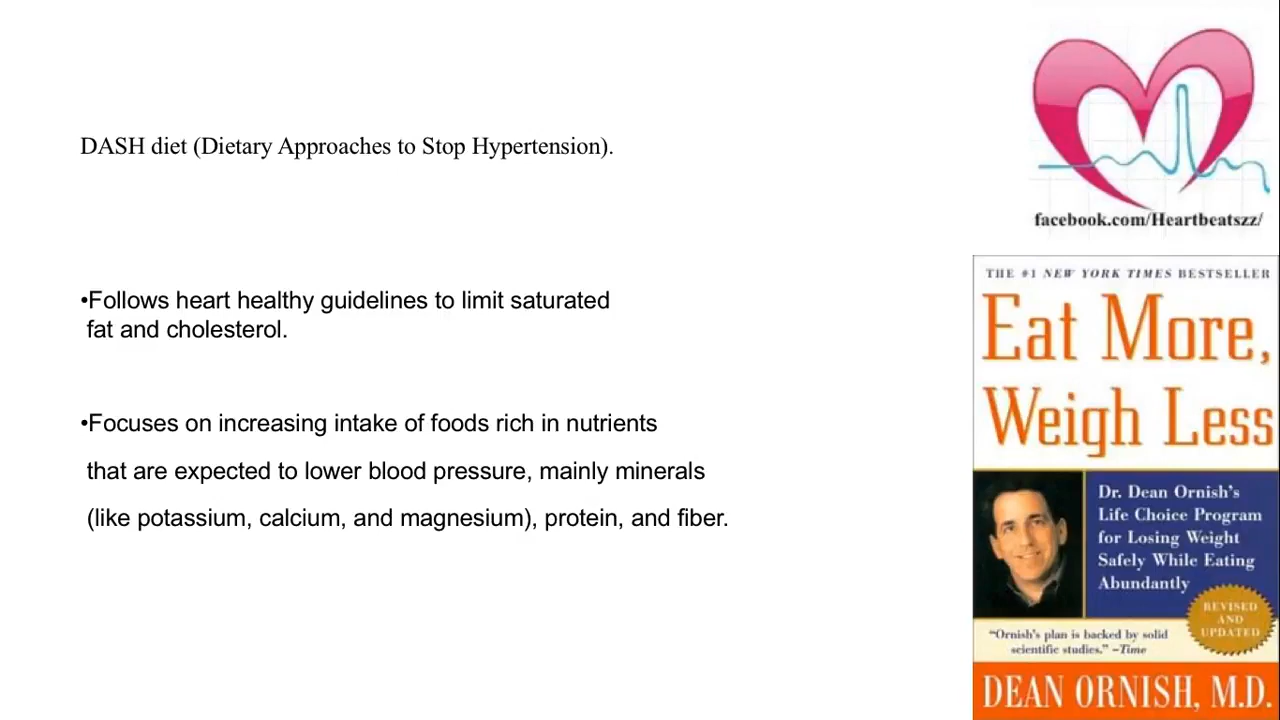 DASH diet (Dietary Approaches to Stop Hypertension).
•Follows heart healthy guidelines to limit saturated
fat and cholesterol.
•Focuses on increasing intake of foods rich in nutrients
that are expected to lower blood pressure, mainly minerals
(like potassium, calcium, and magnesium), protein, and fiber.
facebook.com/Heartbeatszz/
THE #1 NEW YORK TIMES BESTSELLER
Eat More,
Weigh Less
Dr. Dean Ornish's
Life Choice Program
for Losing Weight
Safely While Eating
Abundantly
REVISED
AND
UPDATED
"Ornish's plan is backed by solid
scientific studies." –Time
DEAN ORNISH, M.D.